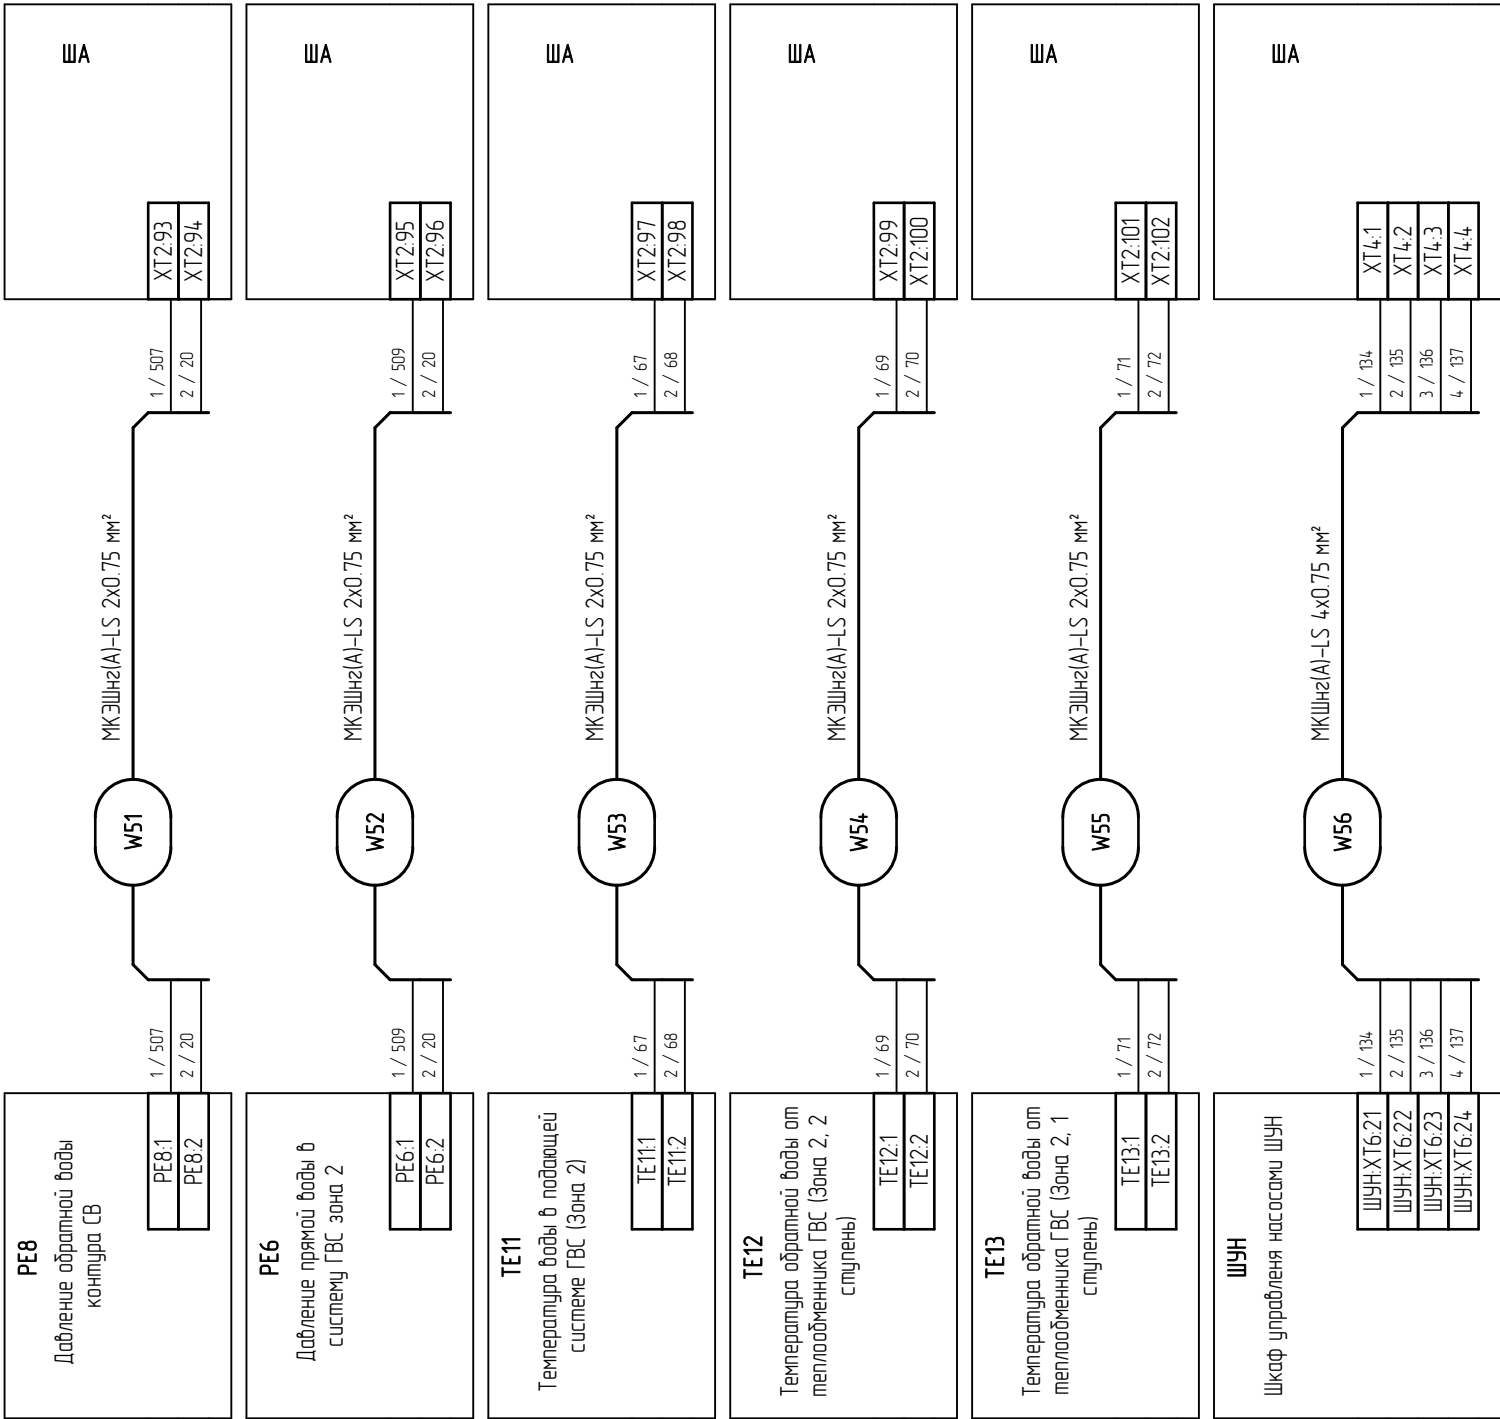 ША
XT2:93
XT2:94
1 / 507
2 / 20
МКЭШнг(А)-LS 2x0.75 мм²
W51
1 / 507
2 / 20
PE8
Давление обратной воды
контура СВ
PE8:1
PE8:2
ША
XT2:95
XT2:96
1 / 509
2 / 20
МКЭШнг(А)-LS 2x0.75 мм²
W52
1 / 509
2 / 20
PE6
Давление прямой воды в
систему ГВС зона 2
PE6:1
PE6:2
ША
XT2:97
XT2:98
1 / 67
2 / 68
МКЭШнг(А)-LS 2x0.75 мм²
W53
1 / 67
2 / 68
TE11
Температура воды в подающей
системе ГВС (Зона 2)
TE11:1
TE11:2
ША
XT2:99
XT2:100
1 / 69
2 / 70
МКЭШнг(А)-LS 2x0.75 мм²
W54
1 / 69
2 / 70
TE12
Температура обратной воды от
теплообменника ГВС (Зона 2, 2
ступень)
TE12:1
TE12:2
ША
XT2:101
XT2:102
1 / 71
2 / 72
МКЭШнг(А)-LS 2x0.75 мм²
W55
1 / 71
2 / 72
TE13
Температура обратной воды от
теплообменника ГВС (Зона 2, 1
ступень)
TE13:1
TE13:2
ША
XT4:1
XT4:2
XT4:3
XT4:4
1 / 134
2 / 135
3 / 136
4 / 137
МКШнг(А)-LS 4x0.75 мм²
W56
1 / 134
2 / 135
3 / 136
4 / 137
ШУН
Шкаф управленя насосами ШУН
ШУН:XT6:21
ШУН:XT6:22
ШУН:XT6:23
ШУН:XT6:24